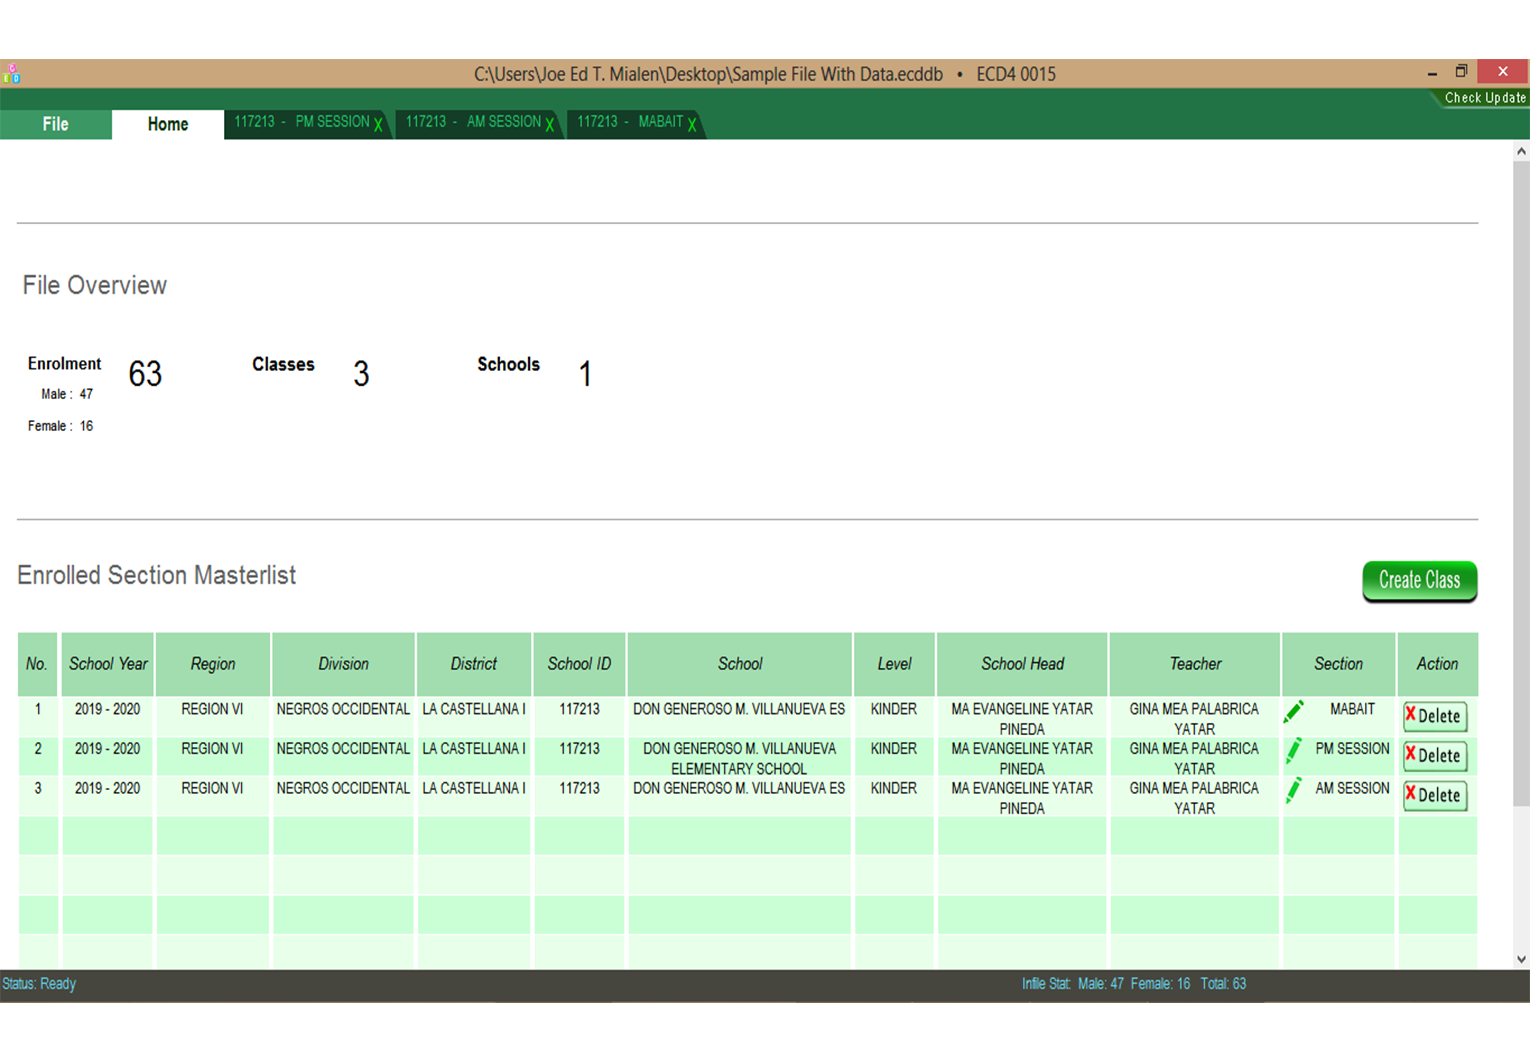 C:\Users\Joe Ed T. Mialen\Desktop\Sample File With Data.ecddb • ECD4 0015
Check Update
File Home 117213 - PM SESSION X 117213 - AM SESSION X 117213 - MABAIT X
File Overview
Enrolment 63 Classes 3 Schools 1
Male : 47
Female : 16
Enrolled Section Masterlist
Create Class
No. School Year Region Division District School ID School Level School Head Teacher Section Action
1 2019 - 2020 REGION VI NEGROS OCCIDENTAL LA CASTELLANA I 117213 DON GENEROSO M. VILLANUEVA ES KINDER MA EVANGELINE YATAR GINA MEA PALABRICA MABAIT X Delete
PINEDA YATAR
2 2019 - 2020 REGION VI NEGROS OCCIDENTAL LA CASTELLANA I 117213 DON GENEROSO M. VILLANUEVA KINDER MA EVANGELINE YATAR GINA MEA PALABRICA PM SESSION X Delete
ELEMENTARY SCHOOL PINEDA YATAR
3 2019 - 2020 REGION VI NEGROS OCCIDENTAL LA CASTELLANA I 117213 DON GENEROSO M. VILLANUEVA ES KINDER MA EVANGELINE YATAR GINA MEA PALABRICA AM SESSION X Delete
PINEDA YATAR
Status: Ready Infile Stat: Male: 47 Female: 16 Total: 63